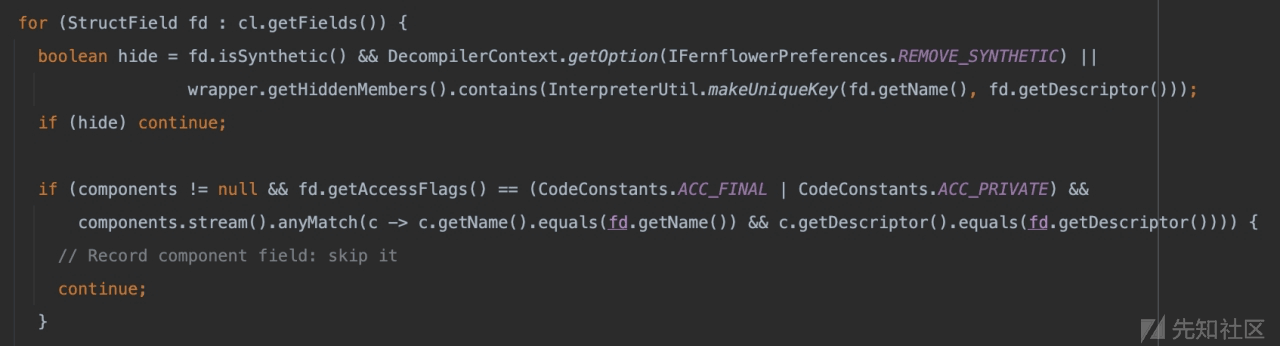 for (StructField fd : cl.getFields()) {
boolean hide = fd.isSynthetic() && DecompilerContext.getOption(IFernflowerPreferences.REMOVE_SYNTHETIC) ||
wrapper.getHiddenMembers().contains(InterpreterUtil.makeUniqueKey(fd.getName(), fd.getDescriptor()));
if (hide) continue;
if (components != null && fd.getAccessFlags() == (CodeConstants.ACC_FINAL | CodeConstants.ACC_PRIVATE) &&
components.stream().anyMatch(c -> c.getName().equals(fd.getName()) && c.getDescriptor().equals(fd.getDescriptor()))) {
// Record component field: skip it
continue;
}
先知社区